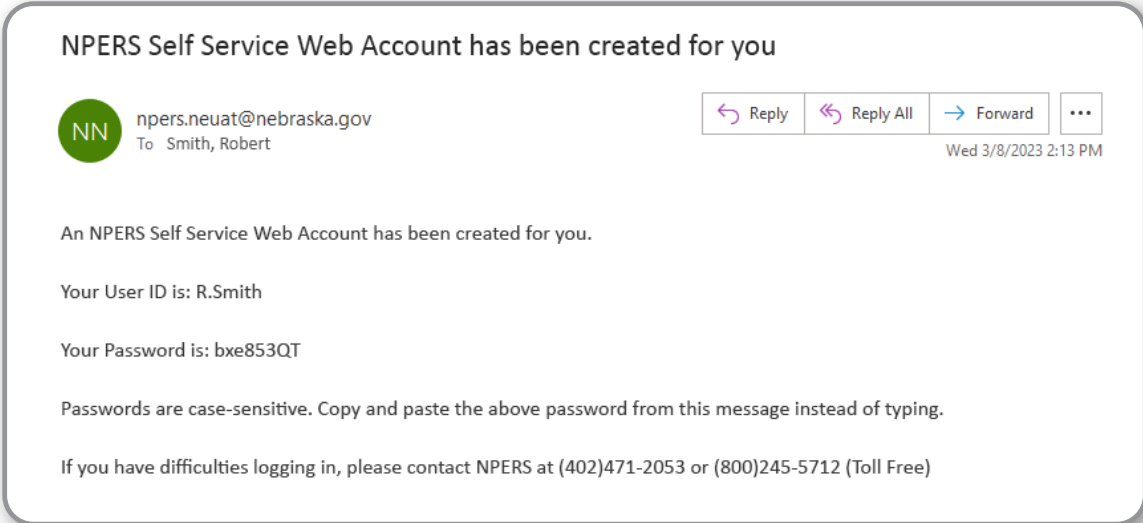 NPERS Self Service Web Account has been created for you
NN
npers.neuat@nebraska.gov
To Smith, Robert
Reply
Reply All
Forward
Wed 3/8/2023 2:13 PM
An NPERS Self Service Web Account has been created for you.
Your User ID is: R.Smith
Your Password is: bxe853QT
Passwords are case-sensitive. Copy and paste the above password from this message instead of typing.
If you have difficulties logging in, please contact NPERS at (402)471-2053 or (800)245-5712 (Toll Free)